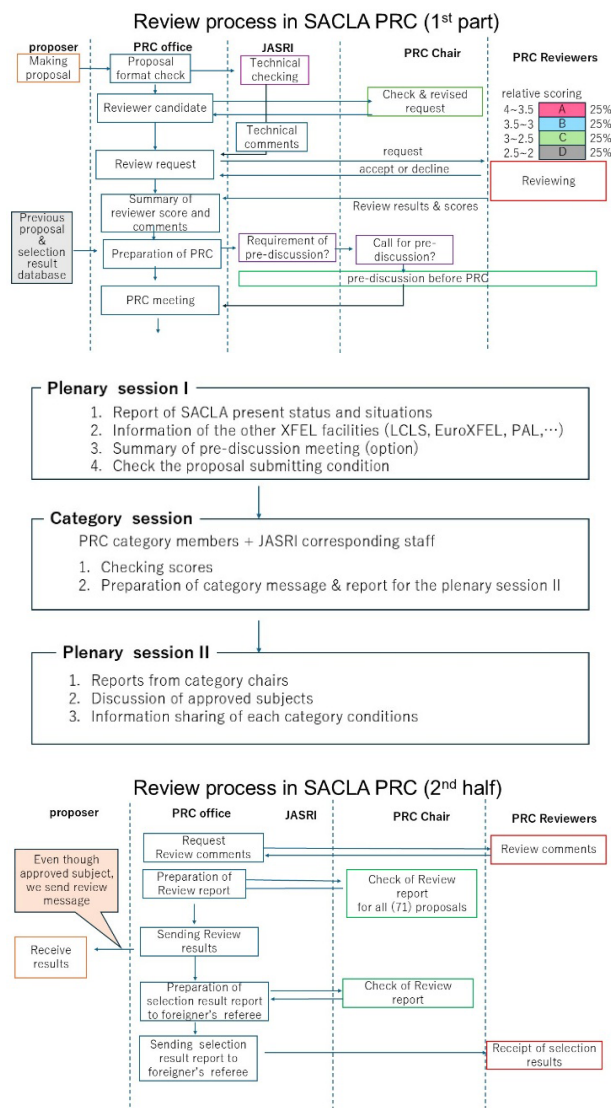 Review process in SACLA PRC (1st part)
proposer
PRC office
JASRI
PRC Chair
PRC Reviewers
Making
proposal
Proposal
format check
Technical
checking
Reviewer candidate
Check & revised
request
relative scoring
4~3.5 A 25%
3.5~3 B 25%
3~2.5 C 25%
2.5~2 D 25%
Technical
comments
Review request
request
accept or decline
Reviewing
Summary of
reviewer score and
comments
Review results & scores
Previous
proposal
&
selection
result
database
Preparation of PRC
Requirement of
pre-discussion?
Call for pre-
discussion?
pre-discussion before PRC
PRC meeting
Plenary session I
1. Report of SACLA present status and situations
2. Information of the other XFEL facilities (LCLS, EuroXFEL, PAL,…)
3. Summary of pre-discussion meeting (option)
4. Check the proposal submitting condition
Category session
PRC category members + JASRI corresponding staff
1. Checking scores
2. Preparation of category message & report for the plenary session II
Plenary session II
1. Reports from category chairs
2. Discussion of approved subjects
3. Information sharing of each category conditions
Review process in SACLA PRC (2nd half)
proposer
PRC office
JASRI
PRC Chair
PRC Reviewers
Request
Review comments
Review comments
Even though
approved subject,
we send review
message
Preparation of
Review report
Check of Review
report
for all (71) proposals
Sending Review
results
Receive
results
Preparation of
selection result report
to foreigner's referee
Check of Review
report
Sending selection
result report to
foreigner's referee
Receipt of selection
results